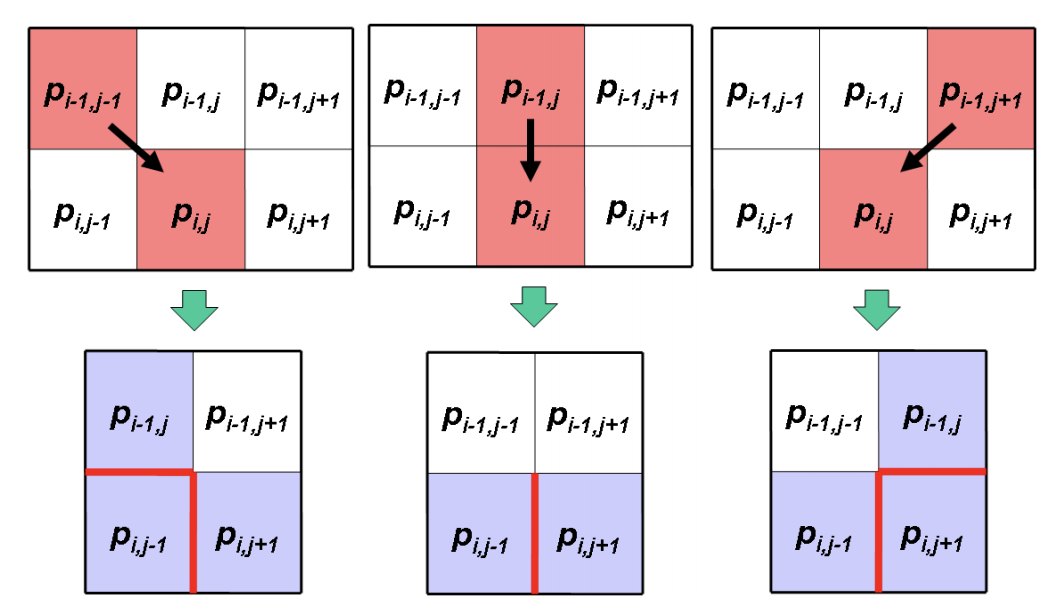 p_{i-1,j-1} p_{i-1,j} p_{i-1,j+1} p_{i-1,j-1} p_{i-1,j} p_{i-1,j+1} p_{i-1,j-1} p_{i-1,j} p_{i-1,j+1}
p_{i,j-1} p_{i,j} p_{i,j+1} p_{i,j-1} p_{i,j} p_{i,j+1} p_{i,j-1} p_{i,j} p_{i,j+1}
p_{i-1,j} p_{i-1,j+1} p_{i-1,j-1} p_{i-1,j+1} p_{i-1,j-1} p_{i-1,j}
p_{i,j-1} p_{i,j+1} p_{i,j-1} p_{i,j+1} p_{i,j-1} p_{i,j+1}